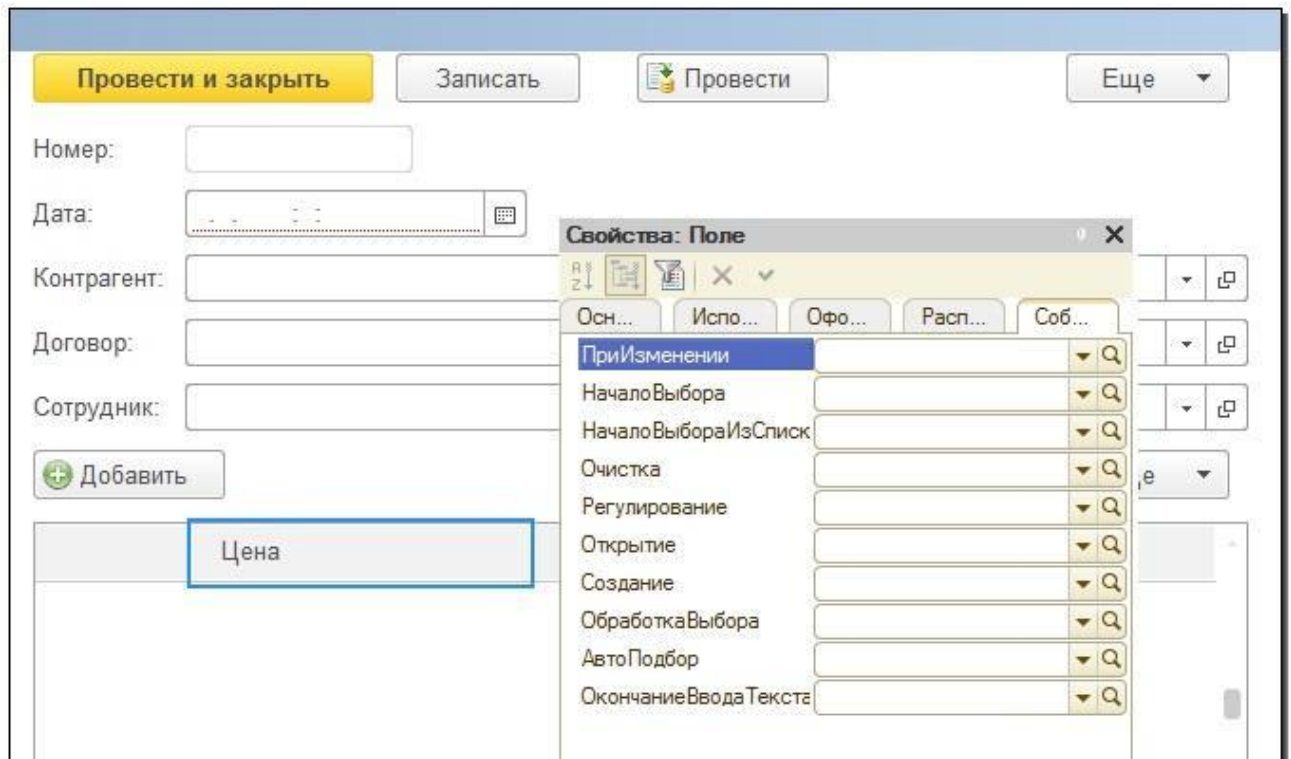 Провести и закрыть Записать Провести Еще
Номер:
Дата: . . : :
Свойства: Поле
Контрагент:
Осн... Испо... Офо... Расп... Соб...
Договор:
ПриИзменении
НачалоВыбора
Сотрудник:
НачалоВыбораИзСписк
Добавить
Очистка
Регулирование
Цена
Открытие
Создание
ОбработкаВыбора
АвтоПодбор
ОкончаниеВводаТекста